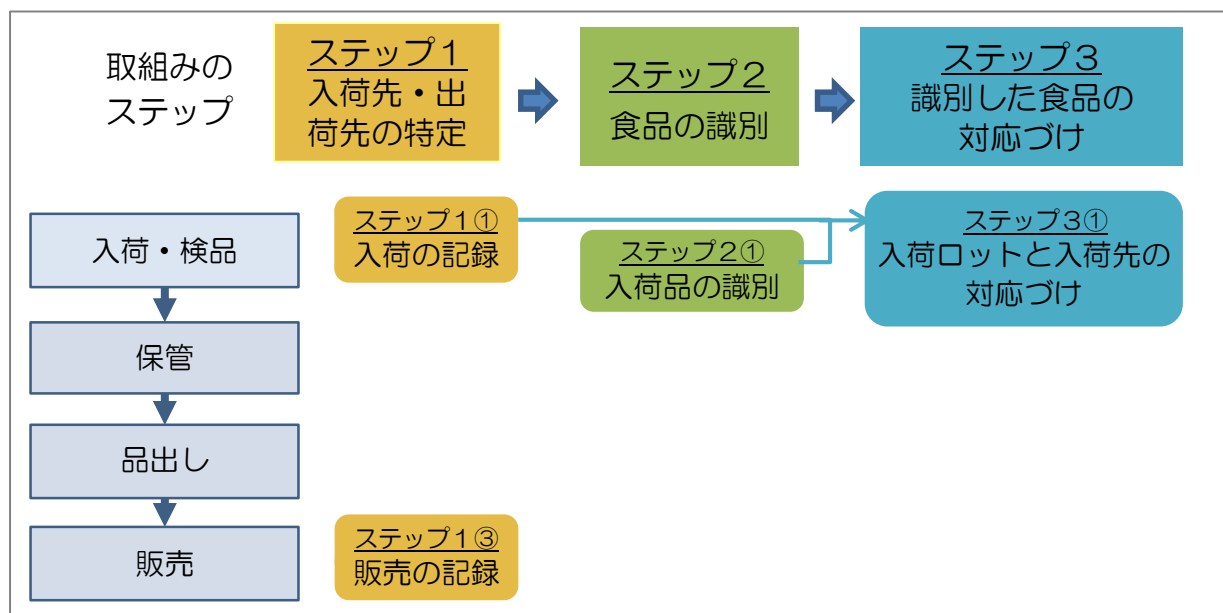 取組みの
ステップ
ステップ１
入荷先・出
荷先の特定
ステップ２
食品の識別
ステップ３
識別した食品の
対応づけ
入荷・検品
ステップ１①
入荷の記録
ステップ２①
入荷品の識別
ステップ３①
入荷ロットと入荷先の
対応づけ
保管
品出し
販売
ステップ１③
販売の記録